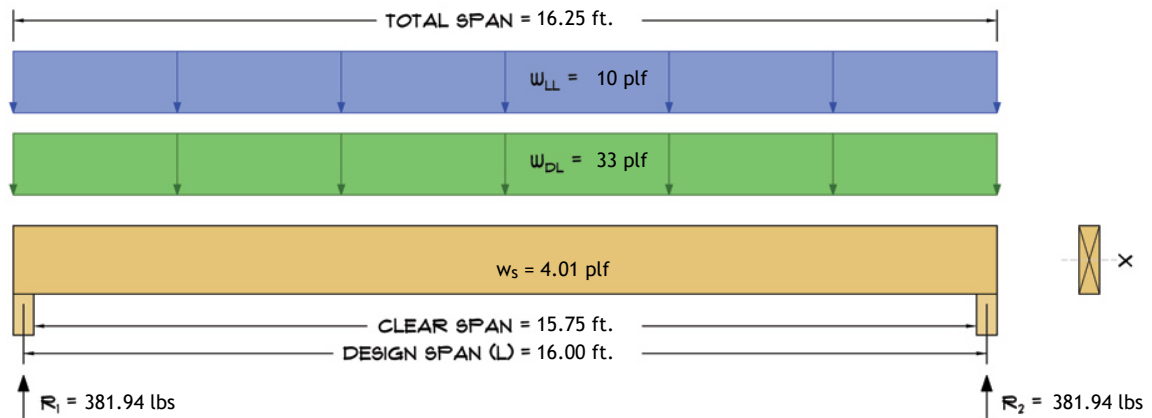 TOTAL SPAN = 16.25 ft.
WLL = 10 plf
WDL = 33 plf
ws = 4.01 plf
X
CLEAR SPAN = 15.75 ft.
DESIGN SPAN (L) = 16.00 ft.
R1 = 381.94 lbs
R2 = 381.94 lbs